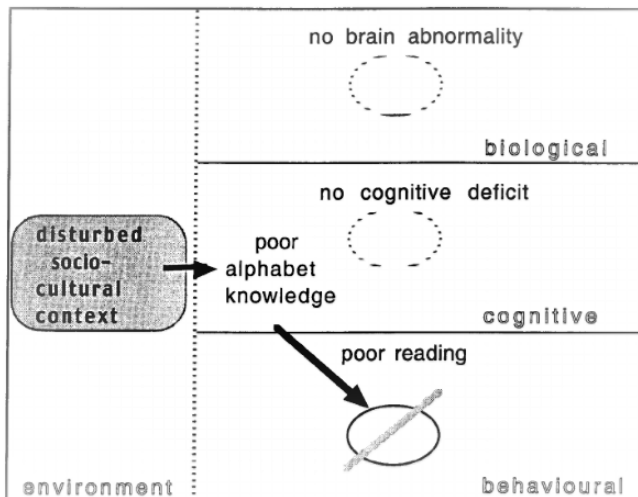 no brain abnormality
biological
no cognitive deficit
disturbed
socio-
cultural
context
poor
alphabet
knowledge
cognitive
poor reading
environment
behavioural